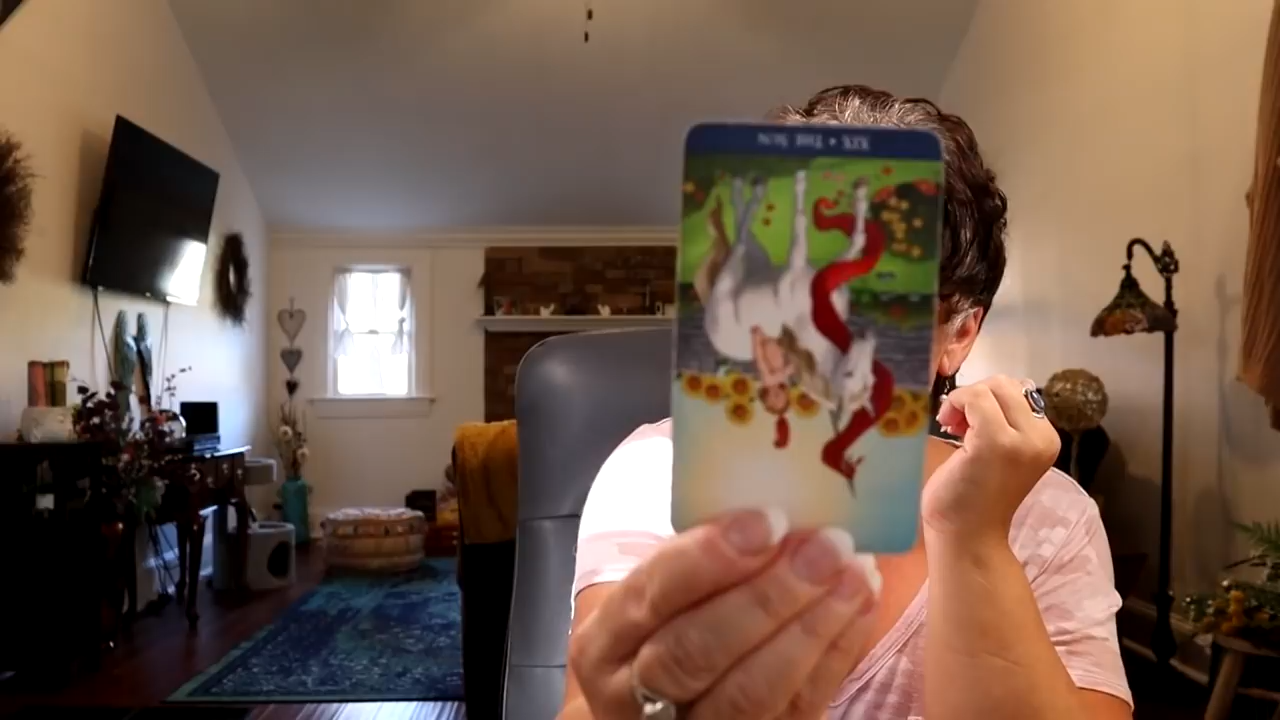 XIX • THE SUN